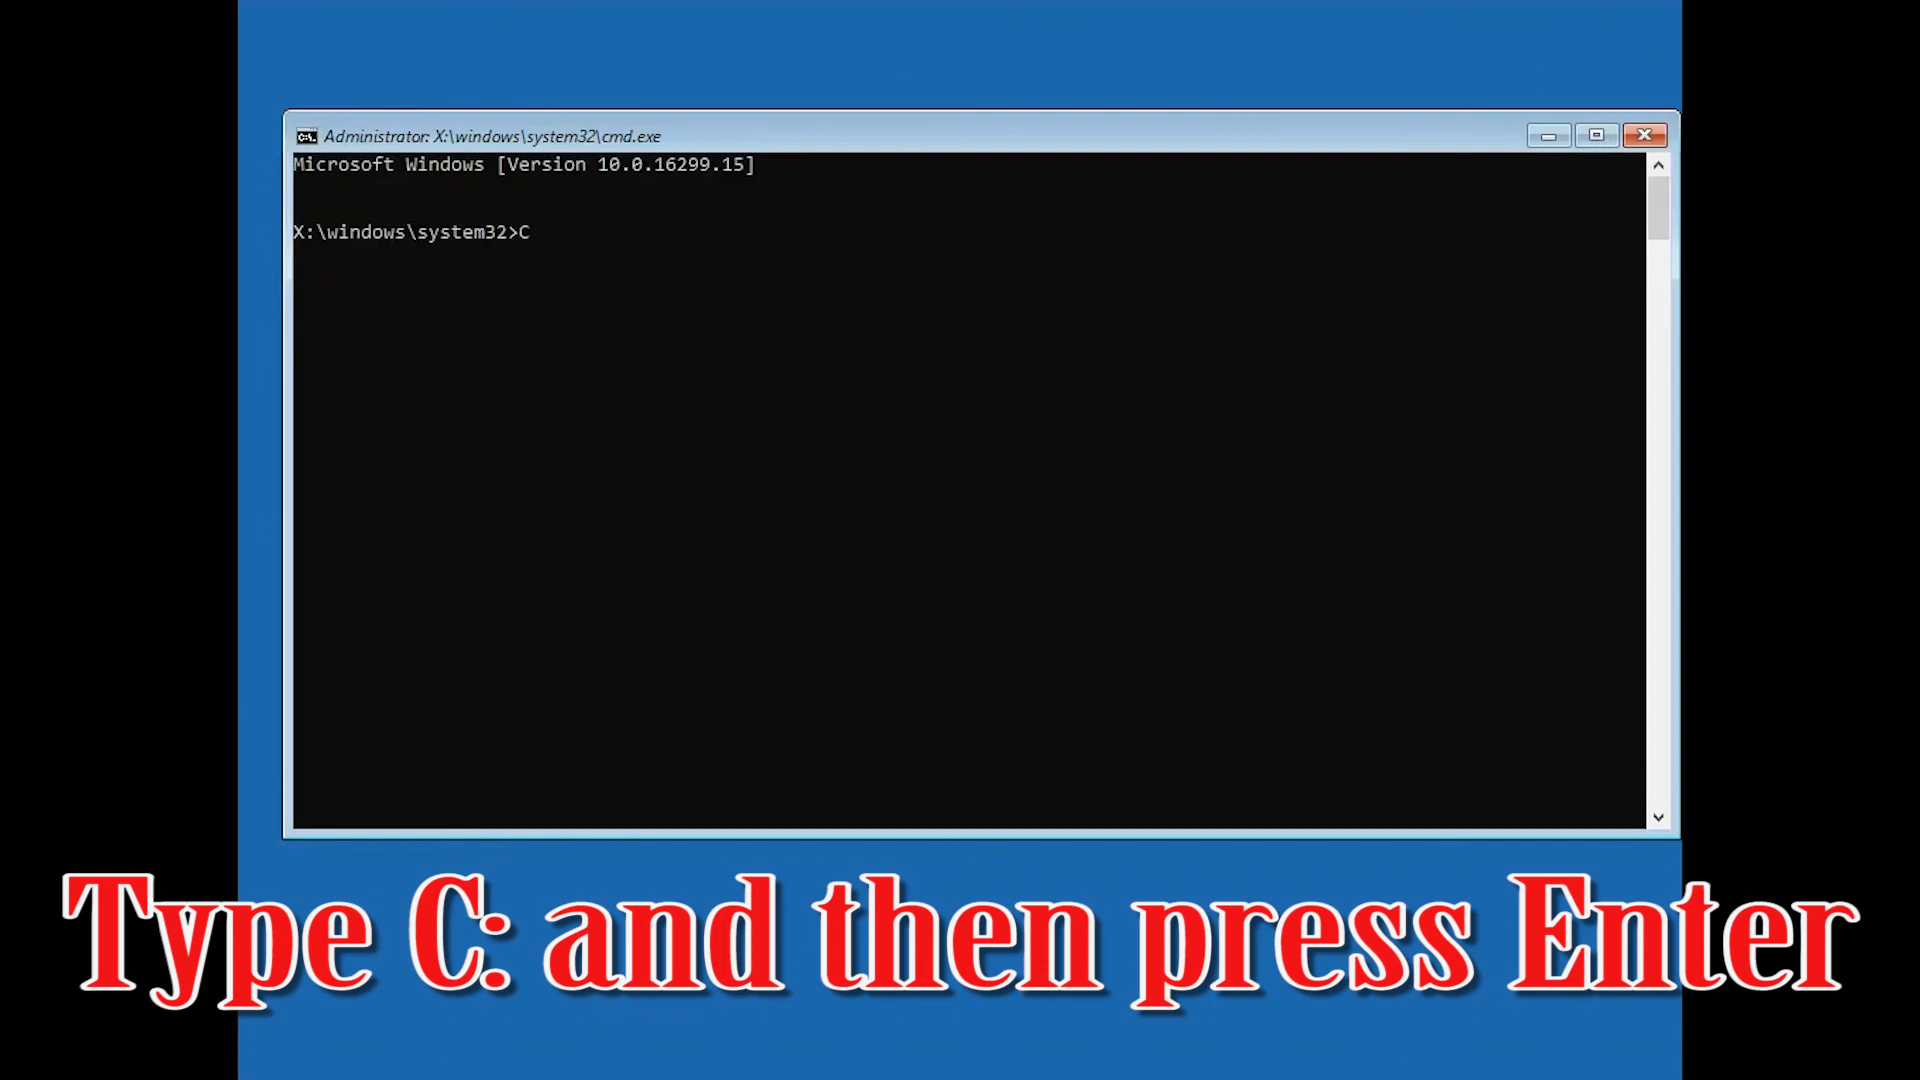 Administrator: X:\windows\system32\cmd.exe
Microsoft Windows [Version 10.0.16299.15]
X:\windows\system32>C
Type C: and then press Enter